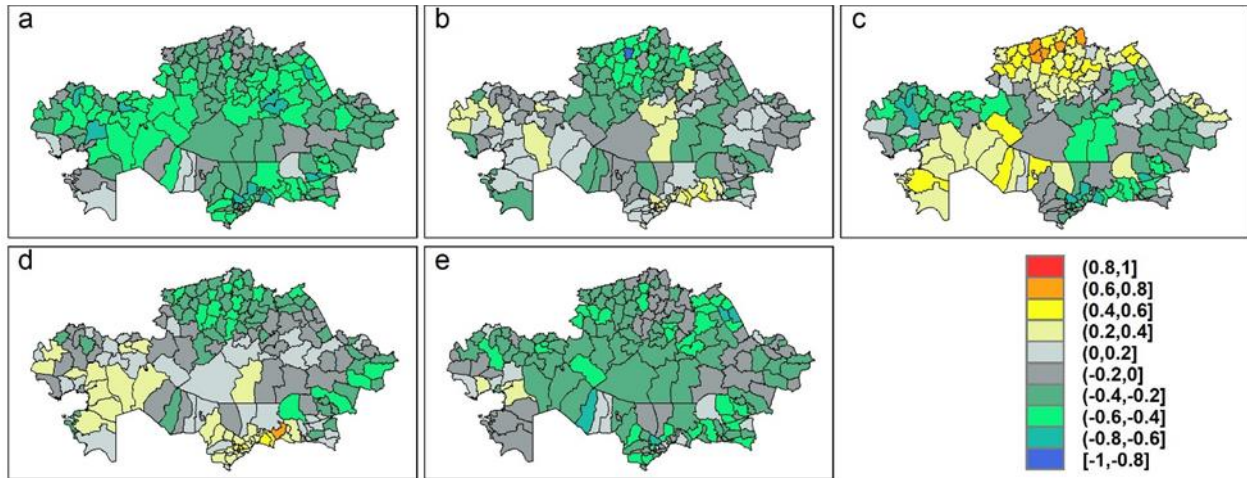 a
b
c
d
e
(0.8,1]
(0.6,0.8]
(0.4,0.6]
(0.2,0.4]
(0,0.2]
(-0.2,0]
(-0.4,-0.2]
(-0.6,-0.4]
(-0.8,-0.6]
[-1,-0.8]